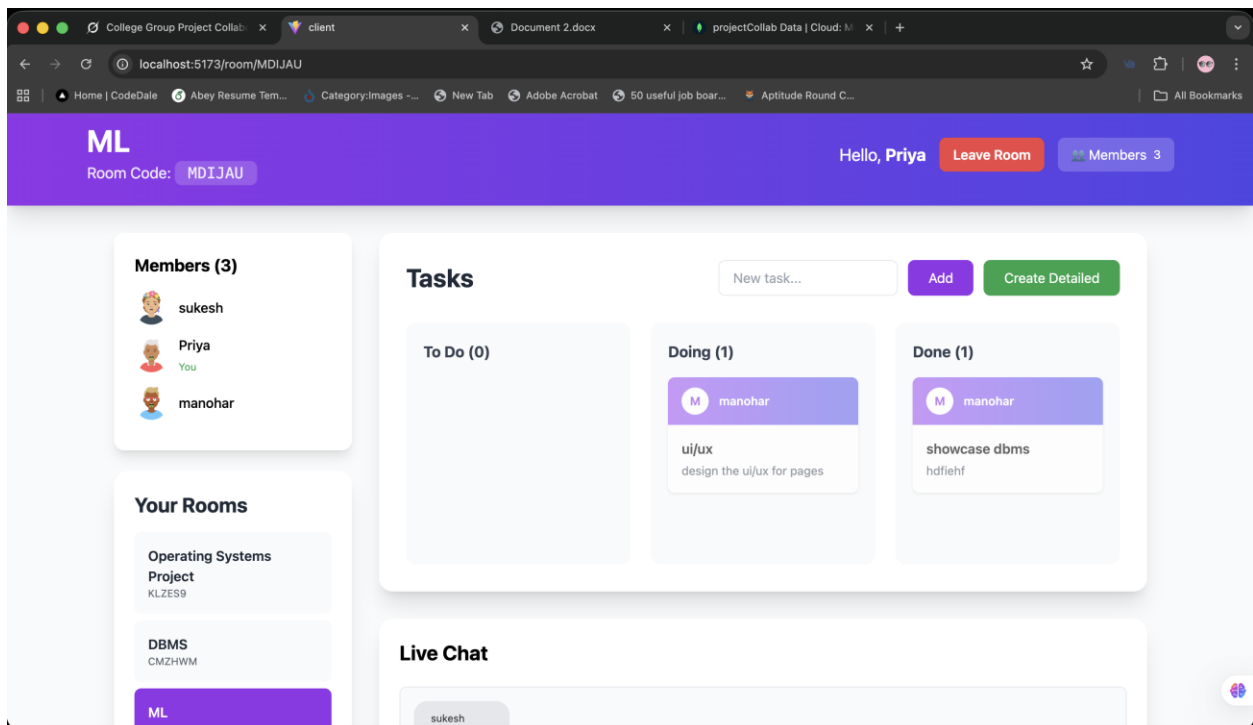 College Group Project Collab
client
Document 2.docx
projectCollab Data | Cloud: M
localhost:5173/room/MDIJAU
Home | CodeDale
Abey Resume Tem...
Category:Images -...
New Tab
Adobe Acrobat
50 useful job boar...
Aptitude Round C...
All Bookmarks
ML
Room Code: MDIJAU
Hello, Priya
Leave Room
Members 3
Members (3)
sukesh
Priya
You
manohar
Your Rooms
Operating Systems
Project
KLZES9
DBMS
CMZHWM
ML
Tasks
New task...
Add
Create Detailed
To Do (0)
Doing (1)
M manohar
ui/ux
design the ui/ux for pages
Done (1)
M manohar
showcase dbms
hdfiehf
Live Chat
sukesh